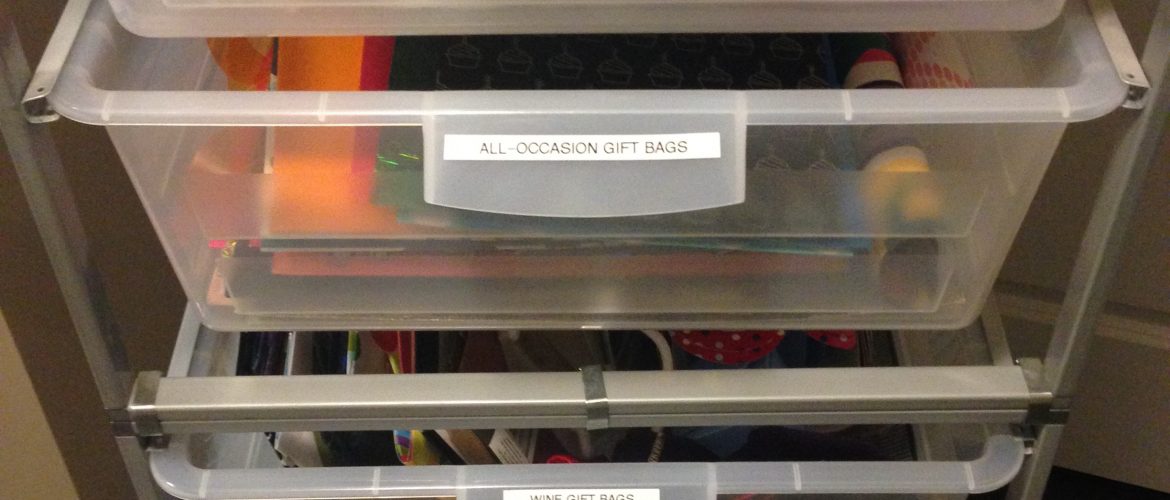 ALL-OCCASION GIFT BAGS
WINE GIFT BAGS